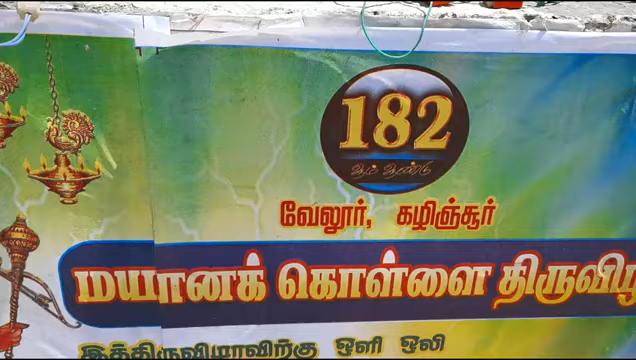 182
ஆம் ஆண்டு
வேலூர், கழிஞ்சூர்
மயானக் கொள்ளை திருவிழ
இத்திருவிழாவிற்கு ஒளி ஒலி